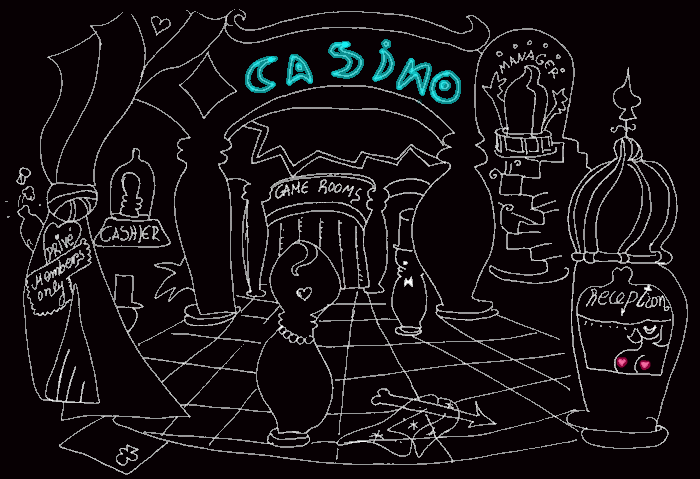 CASINO
MANAGER
GAME ROOMS
CASHIER
privé
Members
only
Reception